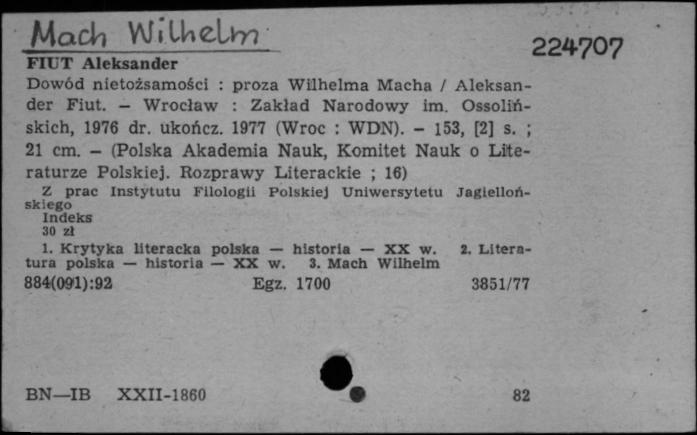 Mach Wilhelm
224707
FIUT Aleksander
Dowód nietożsamości : proza Wilhelma Macha / Aleksan-
der Fiut. — Wrocław : Zakład Narodowy im. Ossoliń-
skich, 1976 dr. ukończ. 1977 (Wroc : WDN). — 153, [2] s. ;
21 cm. — (Polska Akademia Nauk, Komitet Nauk o Lite-
raturze Polskiej. Rozprawy Literackie ; 16)
Z prac Instytutu Filologii Polskiej Uniwersytetu Jagielloń-
skiego
Indeks
30 zł
1. Krytyka literacka polska — historia — XX w. 2. Litera-
tura polska — historia — XX w. 3. Mach Wilhelm
884(091):92 Egz. 1700 3851/77
BN—IB XXII-1860 82